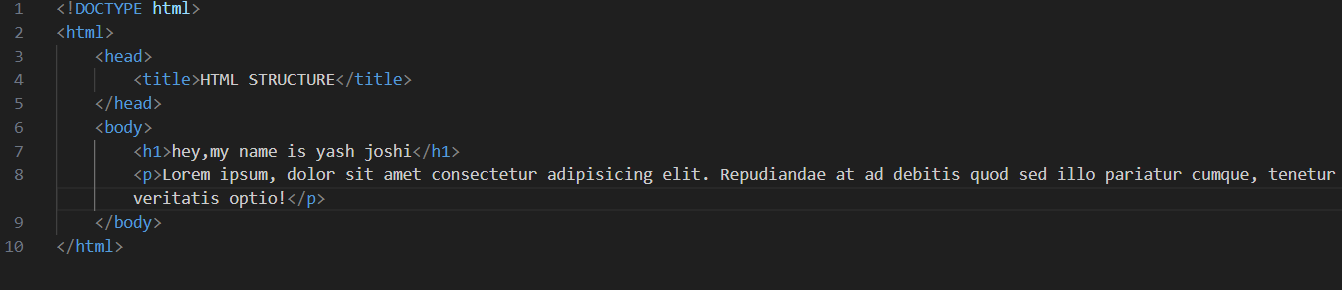 1 <!DOCTYPE html>
2 <html>
3 <head>
4 <title>HTML STRUCTURE</title>
5 </head>
6 <body>
7 <h1>hey,my name is yash joshi</h1>
8 <p>Lorem ipsum, dolor sit amet consectetur adipisicing elit. Repudiandae at ad debitis quod sed illo pariatur cumque, tenetur
veritatis optio!</p>
9 </body>
10 </html>